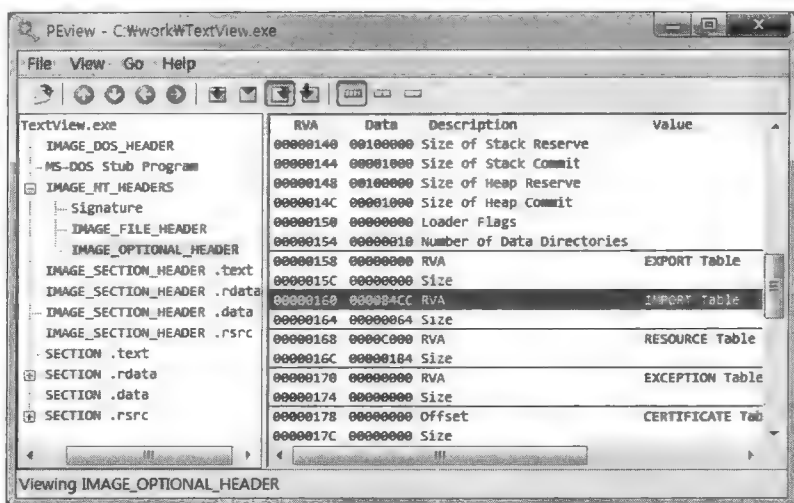 PEview - C:₩work₩TextView.exe
File View Go Help
TextView.exe
IMAGE_DOS_HEADER
MS-DOS Stub Program
IMAGE_NT_HEADERS
Signature
IMAGE_FILE_HEADER
IMAGE_OPTIONAL_HEADER
IMAGE_SECTION_HEADER .text
IMAGE_SECTION_HEADER .rdata
IMAGE_SECTION_HEADER .data
IMAGE_SECTION_HEADER .rsrc
SECTION .text
SECTION .rdata
SECTION .data
SECTION .rsrc
RVA Data Description Value
00000140 00100000 Size of Stack Reserve
00000144 00001000 Size of Stack Commit
00000148 00100000 Size of Heap Reserve
0000014C 00001000 Size of Heap Commit
00000150 00000000 Loader Flags
00000154 00000010 Number of Data Directories
00000158 00000000 RVA EXPORT Table
0000015C 00000000 Size
00000160 000084CC RVA IMPORT Table
00000164 00000064 Size
00000168 0000C000 RVA RESOURCE Table
0000016C 000001B4 Size
00000170 00000000 RVA EXCEPTION Table
00000174 00000000 Size
00000178 00000000 Offset CERTIFICATE Tab
0000017C 00000000 Size
Viewing IMAGE_OPTIONAL_HEADER